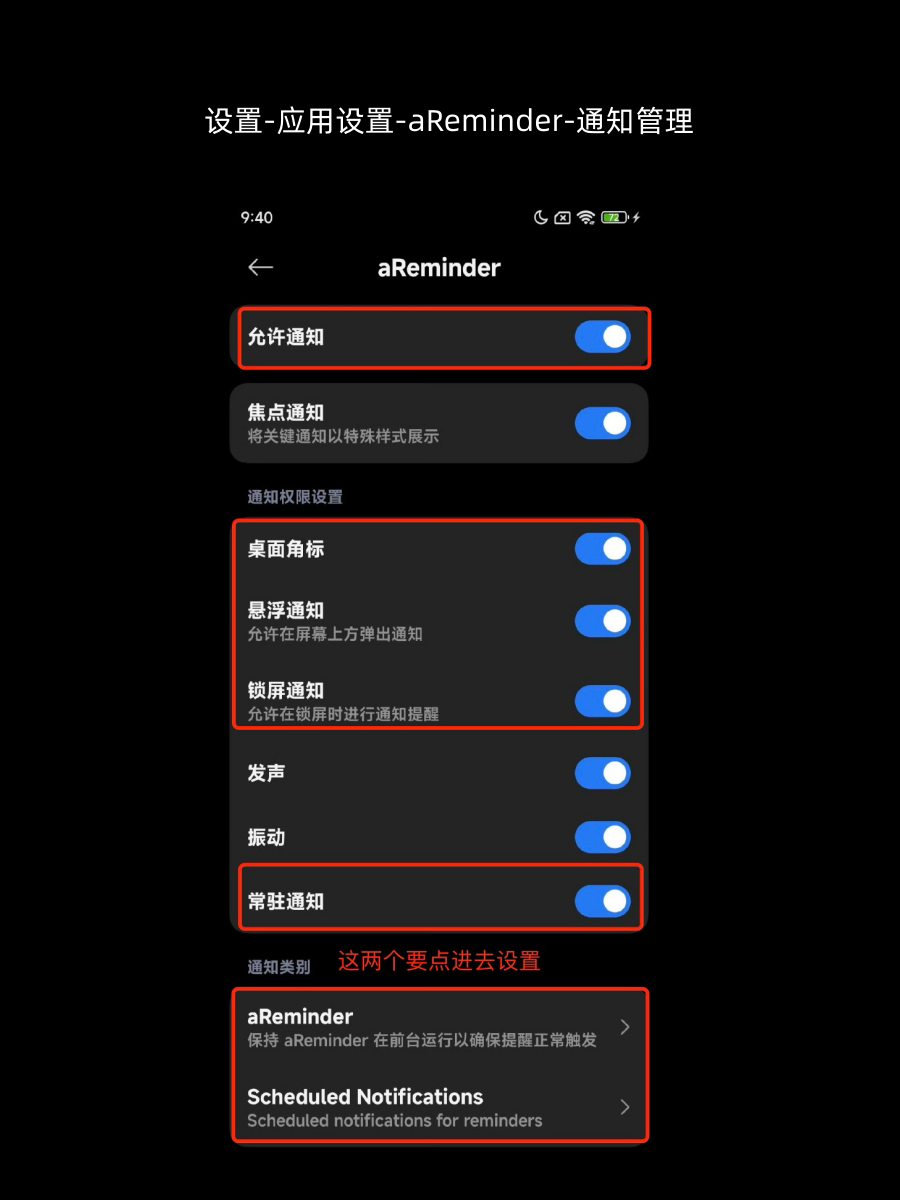 设置-应用设置-aReminder-通知管理
9:40
72
aReminder
允许通知
焦点通知
将关键通知以特殊样式展示
通知权限设置
桌面角标
悬浮通知
允许在屏幕上方弹出通知
锁屏通知
允许在锁屏时进行通知提醒
发声
振动
常驻通知
通知类别 这两个要点进去设置
aReminder
保持 aReminder 在前台运行以确保提醒正常触发
Scheduled Notifications
Scheduled notifications for reminders